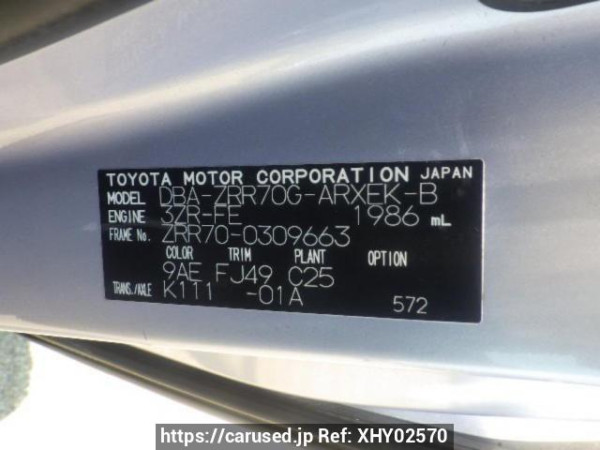 TOYOTA MOTOR CORPORATION JAPAN
MODEL DBA-ZRR70G-ARXEK-B
ENGINE 3ZR-FE 1986 mL
FRAME No. ZRR70-0309663
COLOR TRIM PLANT OPTION
9AE FJ49 C25
TRANS./AXLE K111 -01A
572
https://carused.jp Ref: XHY02570